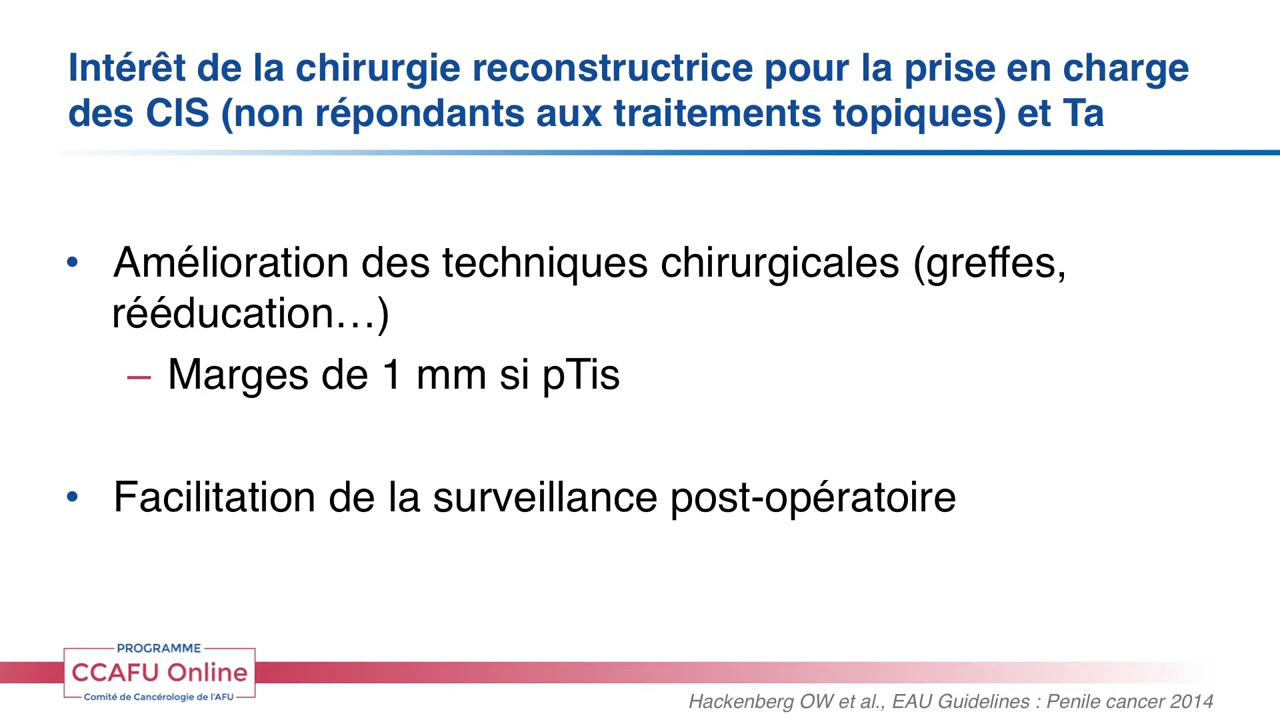 Intérêt de la chirurgie reconstructrice pour la prise en charge
des CIS (non répondants aux traitements topiques) et Ta
• Amélioration des techniques chirurgicales (greffes,
rééducation…)
– Marges de 1 mm si pTis
• Facilitation de la surveillance post-opératoire
PROGRAMME
CCAFU Online
Comité de Cancérologie de l'AFU
Hackenberg OW et al., EAU Guidelines : Penile cancer 2014